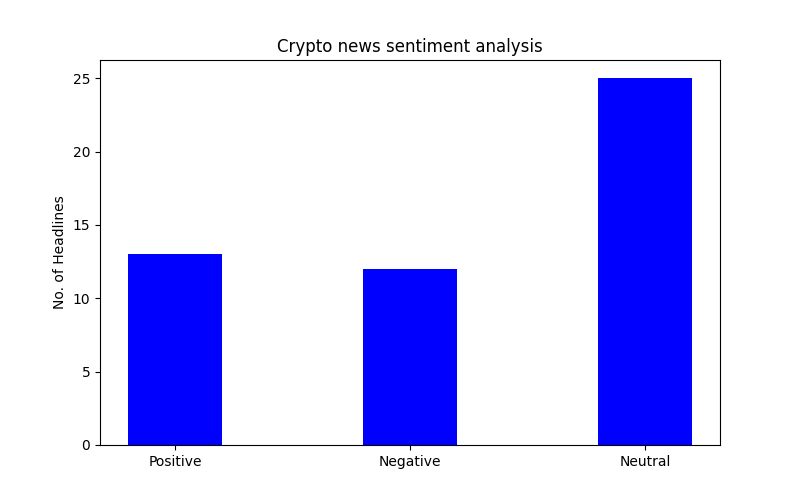 Crypto news sentiment analysis
No. of Headlines
25
20
15
10
5
0
Positive
Negative
Neutral